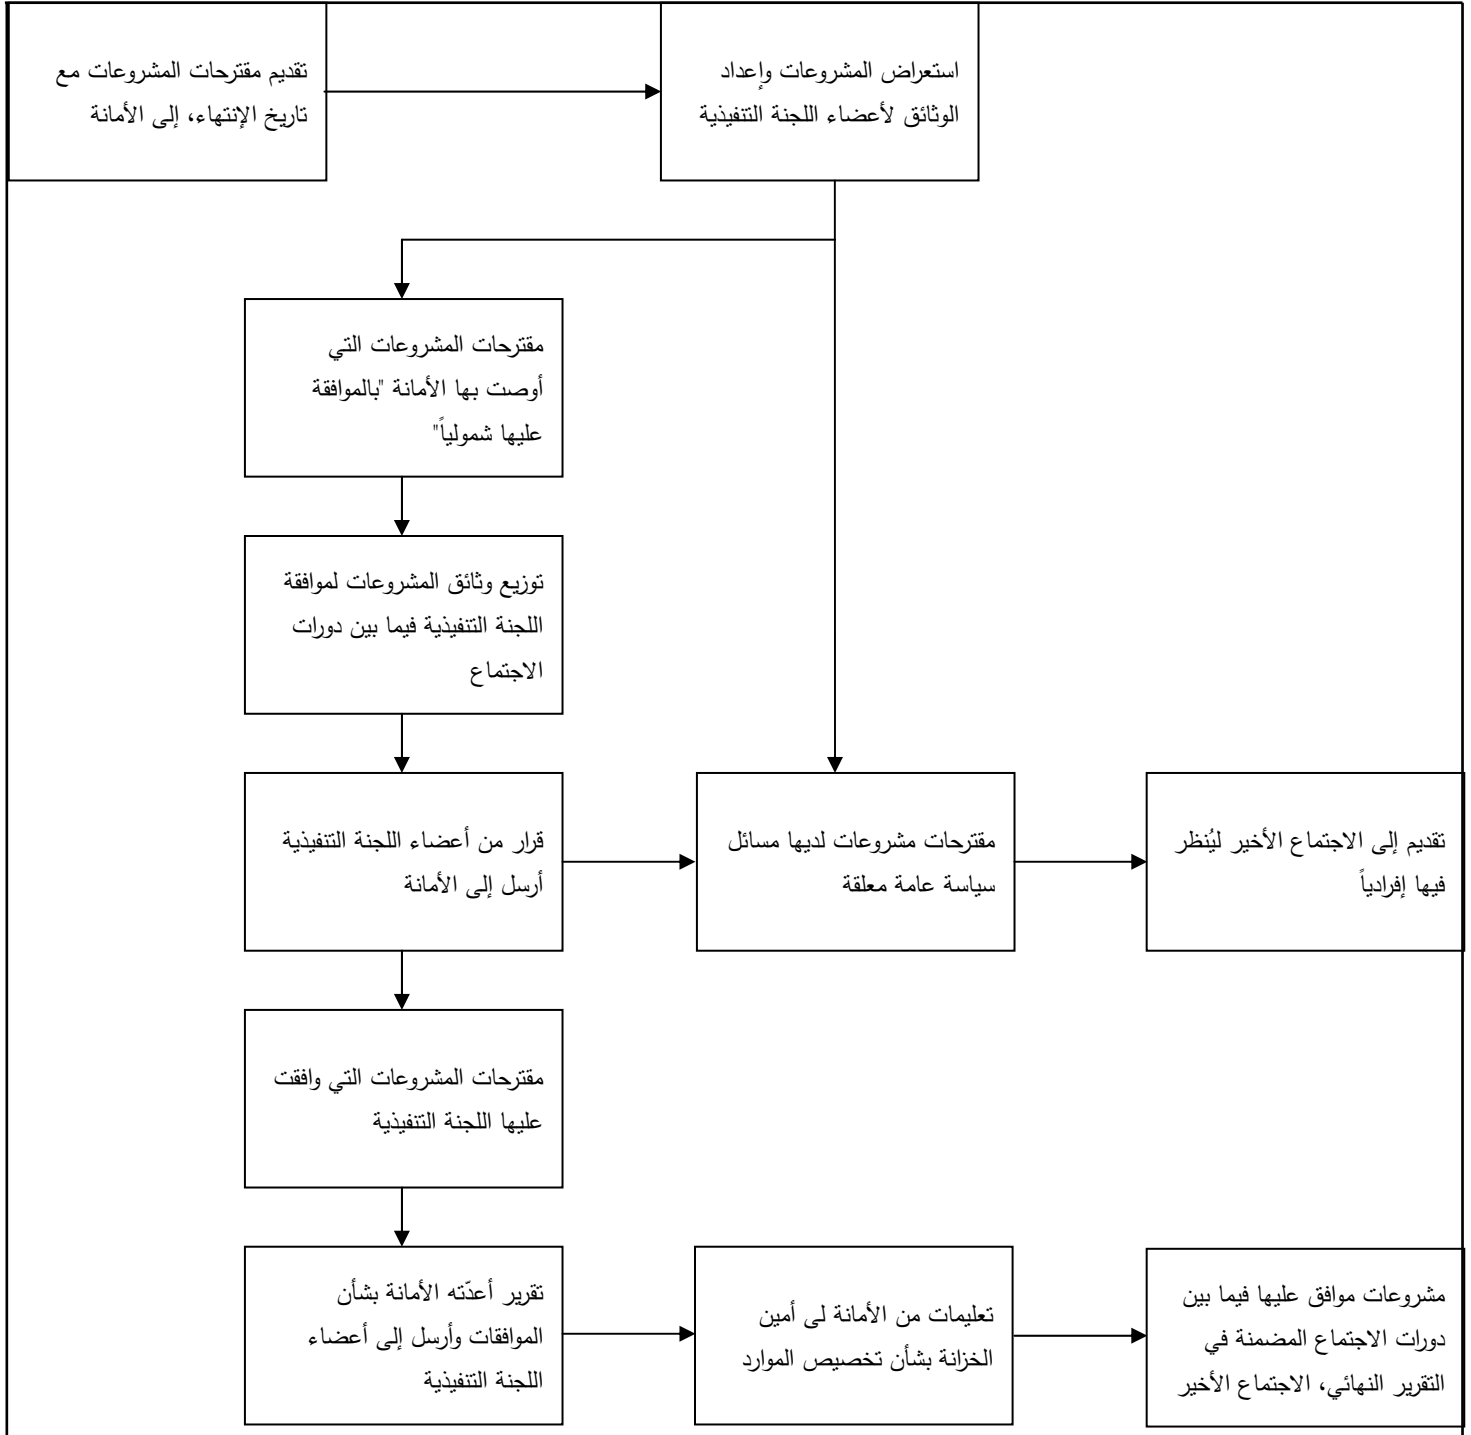 تقديم مقترحات المشروعات مع
تاريخ الإنتهاء، إلى الأمانة
استعراض المشروعات وإعداد
الوثائق لأعضاء اللجنة التنفيذية
مقترحات المشروعات التي
أوصت بها الأمانة "بالموافقة
عليها شمولياً"
توزيع وثائق المشروعات لموافقة
اللجنة التنفيذية فيما بين دورات
الاجتماع
قرار من أعضاء اللجنة التنفيذية
أرسل إلى الأمانة
مقترحات مشروعات لديها مسائل
سياسة عامة معلقة
تقديم إلى الاجتماع الأخير ليُنظر
فيها إفرادياً
مقترحات المشروعات التي وافقت
عليها اللجنة التنفيذية
تقرير أعدّته الأمانة بشأن
الموافقات وأرسل إلى أعضاء
اللجنة التنفيذية
تعليمات من الأمانة لى أمين
الخزانة بشأن تخصيص الموارد
مشروعات موافق عليها فيما بين
دورات الاجتماع المضمنة في
التقرير النهائي، الاجتماع الأخير